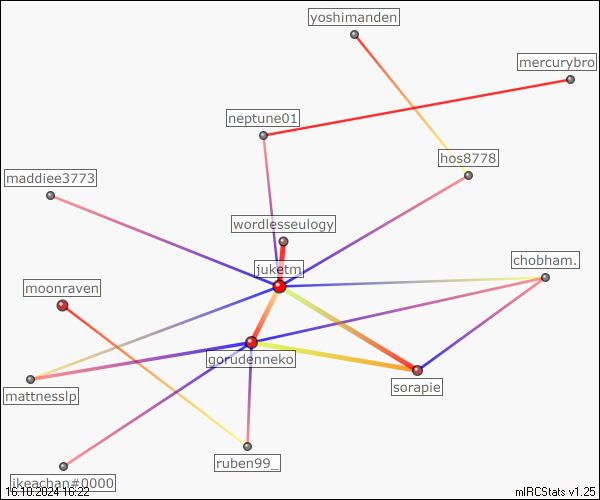 yoshimanden
mercurybro
neptune01
hos8778
maddiee3773
wordlesseulogy
chobham.
juketm
moonraven
gorudenneko
sorapie
mattnesslp
ruben99_
ikeachan#0000
16.10.2024 16:22
mIRCStats v1.25